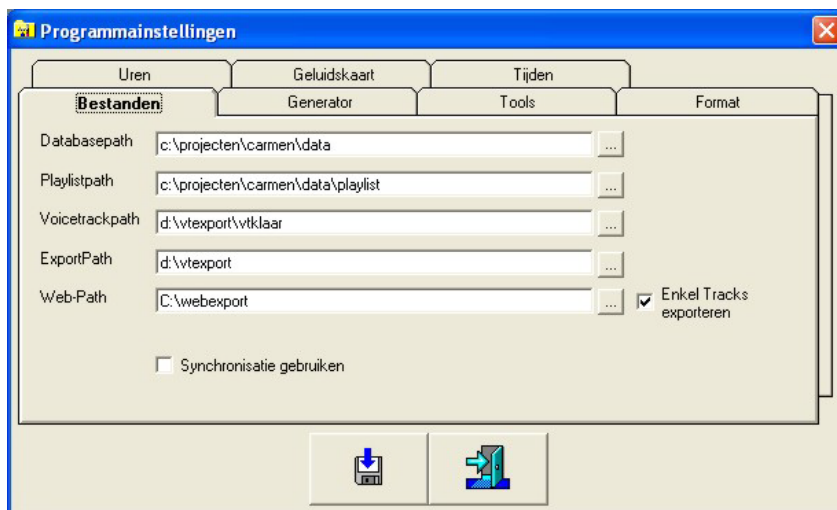 Programmainstellingen
Uren Geluidskaart Tijden
Bestanden Generator Tools Format
Databasepath c:\projecten\carmen\data ...
Playlistpath c:\projecten\carmen\data\playlist ...
Voicetrackpath d:\vtexport\vtklaar ...
ExportPath d:\vtexport ...
Web-Path C:\webexport ... Enkel Tracks
exporteren
Synchronisatie gebruiken